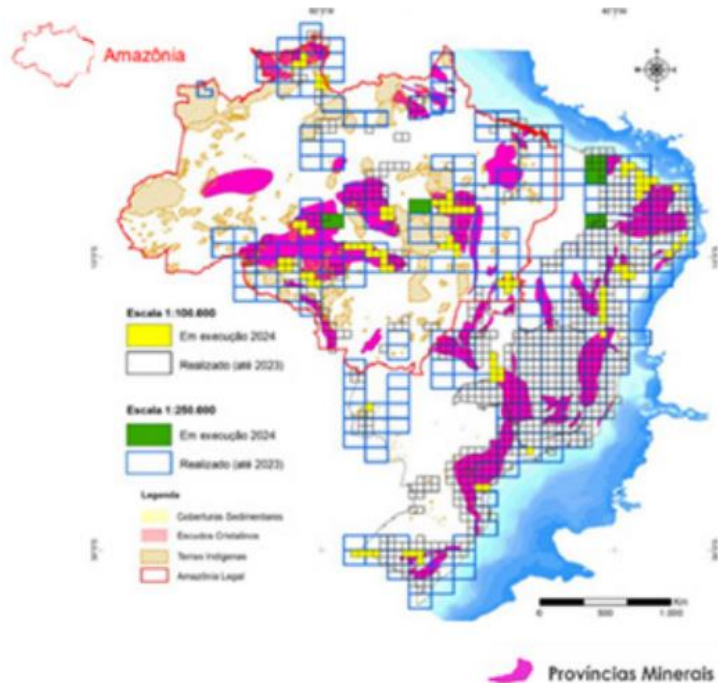 Amazônia
Escala 1:100.000
Em execução 2024
Realizado (até 2023)
Escala 1:250.000
Em execução 2024
Realizado (até 2023)
Legenda
Coberturas Sedimentares
Escudos Cristalinos
Terras Indígenas
Amazônia Legal
0 500 1.000 Km
Províncias Minerais